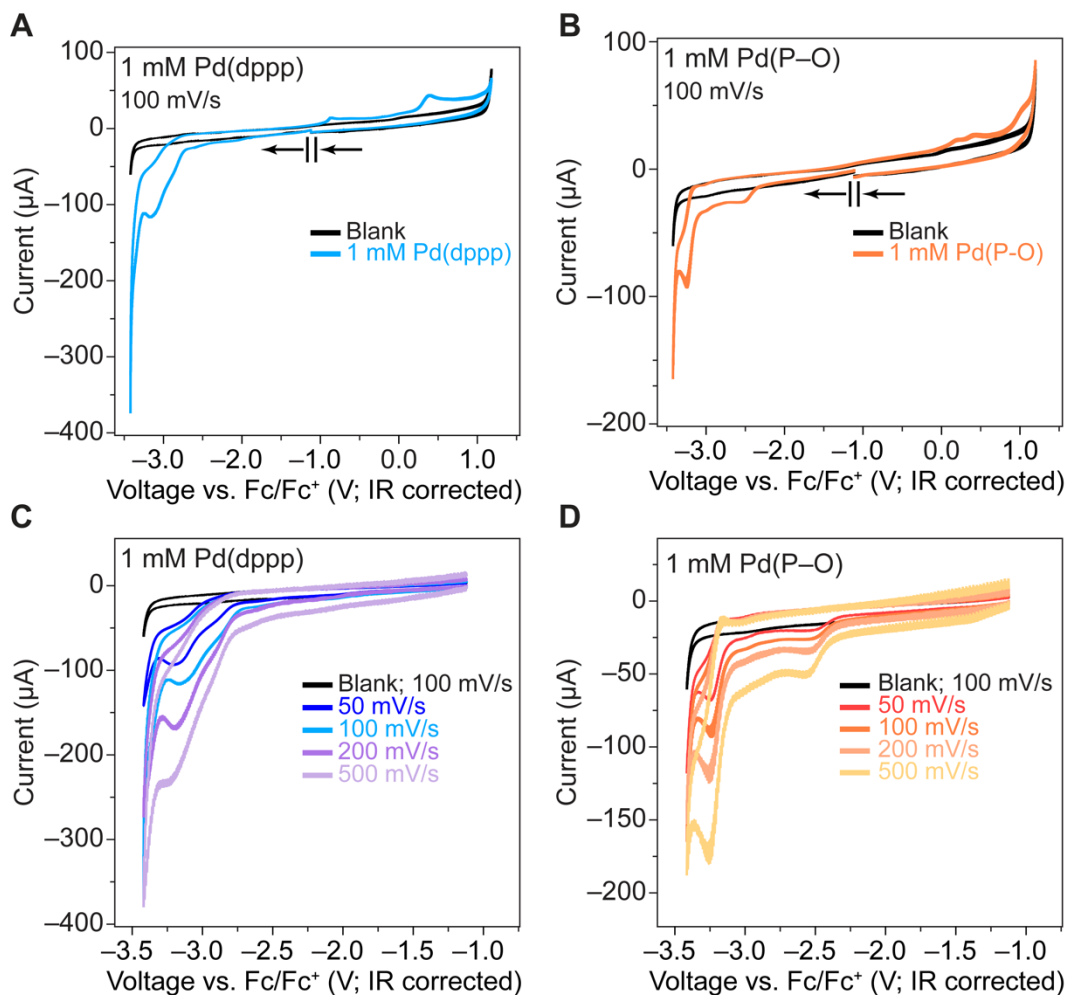 A
1 mM Pd(dppp)
100 mV/s
Blank
1 mM Pd(dppp)
Current (µA)
100
0
−100
−200
−300
−400
−3.0
−2.0
−1.0
0.0
1.0
Voltage vs. Fc/Fc⁺ (V; IR corrected)
B
1 mM Pd(P–O)
100 mV/s
Blank
1 mM Pd(P-O)
Current (µA)
100
0
−100
−200
−3.0
−2.0
−1.0
0.0
1.0
Voltage vs. Fc/Fc⁺ (V; IR corrected)
C
1 mM Pd(dppp)
Blank; 100 mV/s
50 mV/s
100 mV/s
200 mV/s
500 mV/s
Current (µA)
0
−100
−200
−300
−400
−3.5
−3.0
−2.5
−2.0
−1.5
−1.0
Voltage vs. Fc/Fc⁺ (V; IR corrected)
D
1 mM Pd(P–O)
Blank; 100 mV/s
50 mV/s
100 mV/s
200 mV/s
500 mV/s
Current (µA)
0
−50
−100
−150
−200
−3.5
−3.0
−2.5
−2.0
−1.5
−1.0
Voltage vs. Fc/Fc⁺ (V; IR corrected)